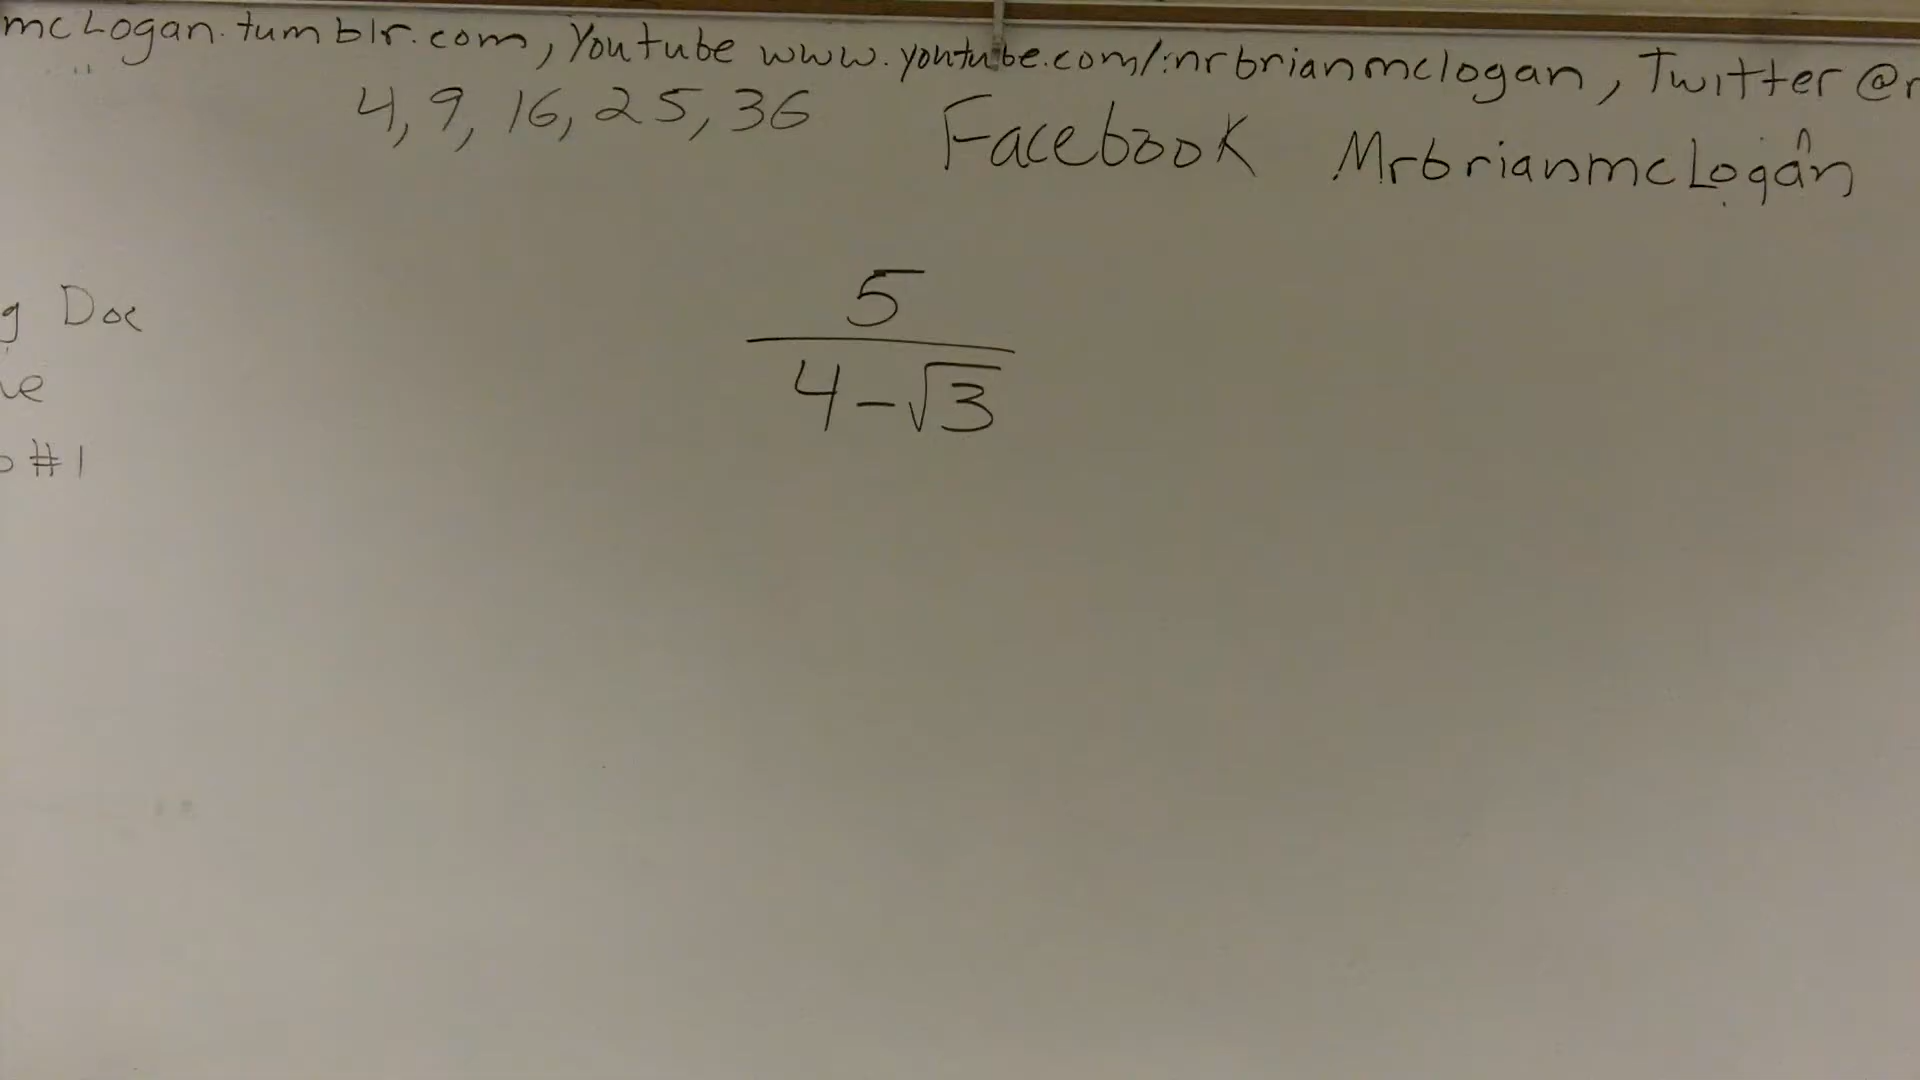 mcLogan.tumblr.com, Youtube www.youtube.com/mrbrianmclogan, Twitter @
4, 9, 16, 25, 36
Facebook MrbrianmcLogan
5
4-√3
g Doc
#1